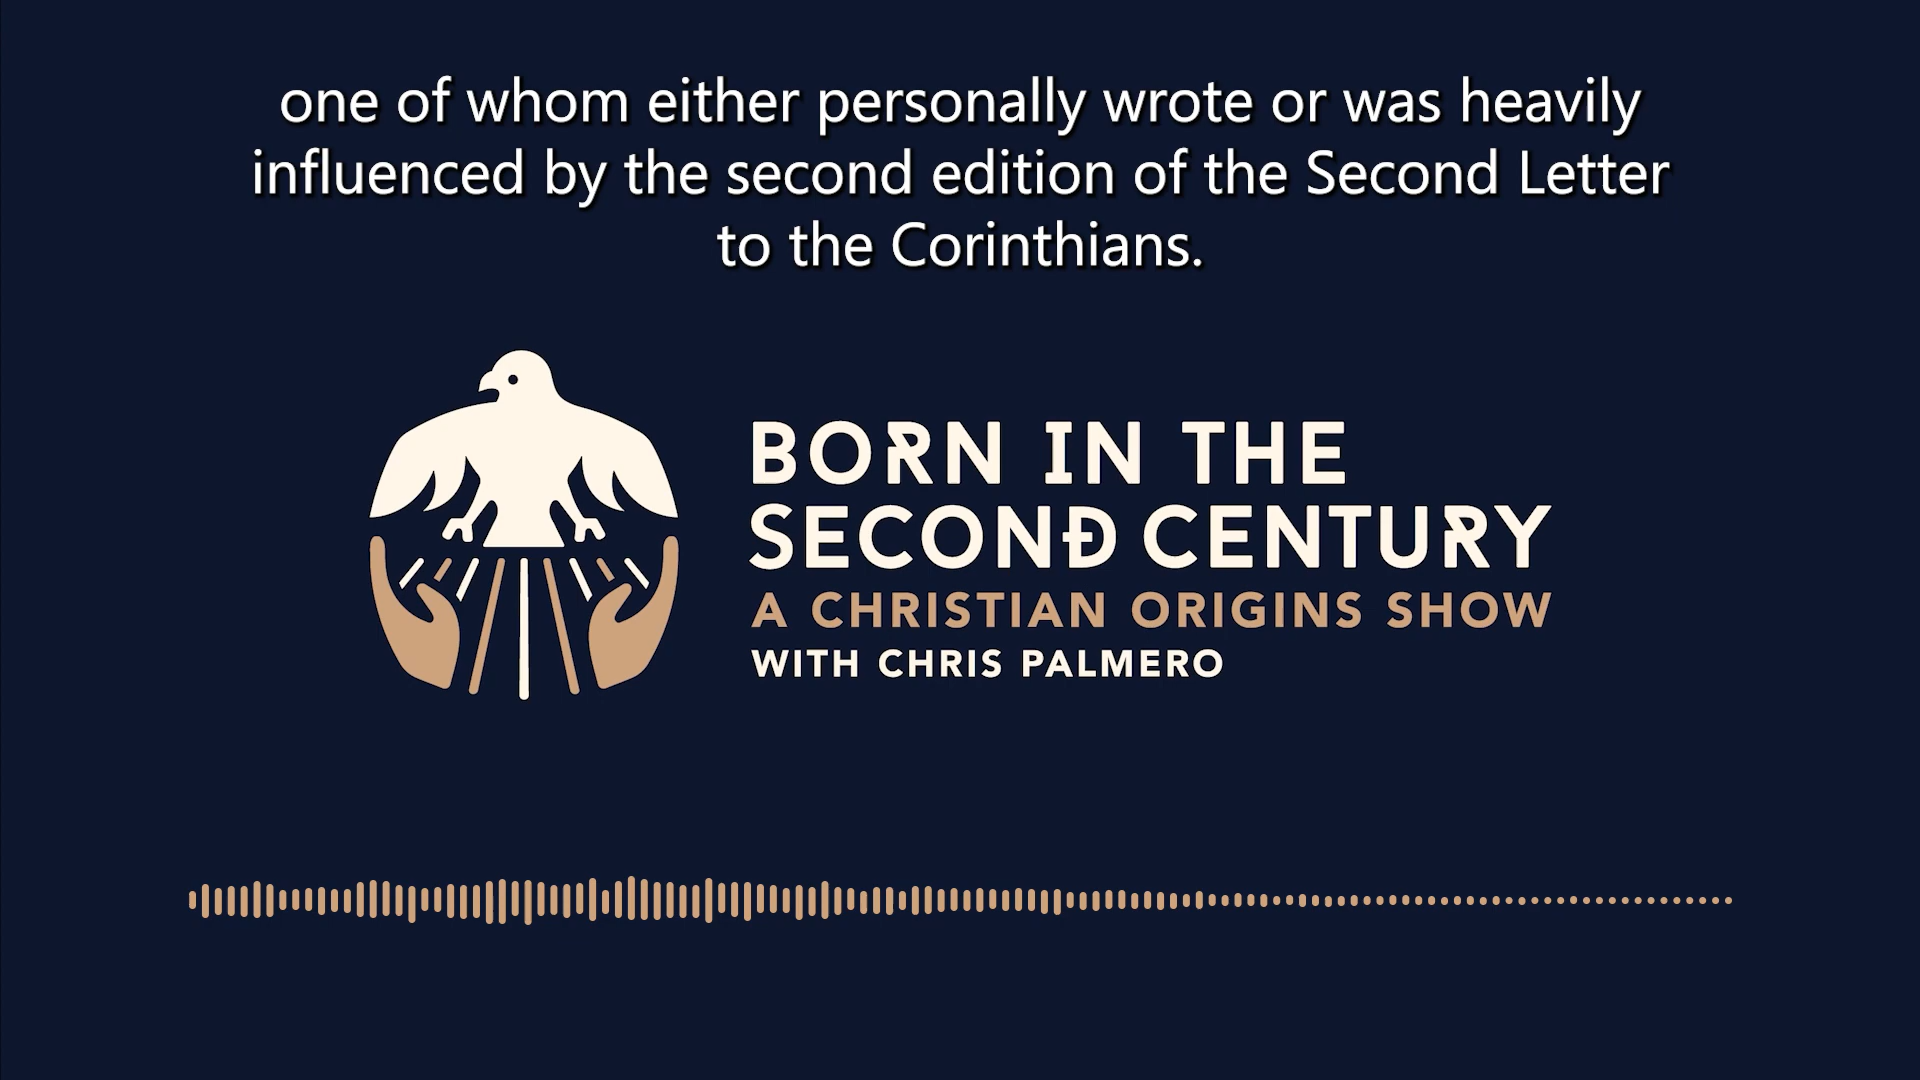 one of whom either personally wrote or was heavily
influenced by the second edition of the Second Letter
to the Corinthians.
BORN IN THE
SECOND CENTURY
A CHRISTIAN ORIGINS SHOW
WITH CHRIS PALMERO